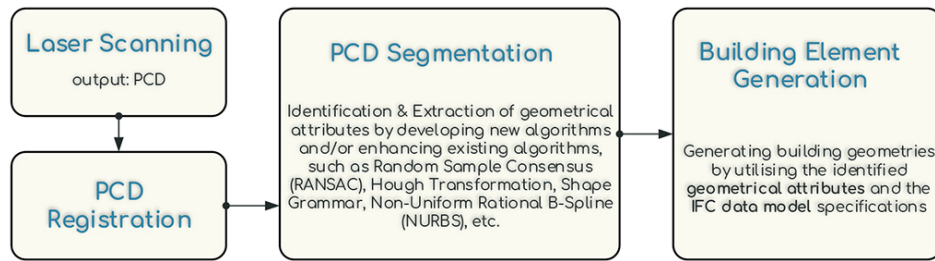 Laser Scanning
output: PCD
PCD
Registration
PCD Segmentation
Identification & Extraction of geometrical
attributes by developing new algorithms
and/or enhancing existing algorithms,
such as Random Sample Consensus
(RANSAC), Hough Transformation, Shape
Grammar, Non-Uniform Rational B-Spline
(NURBS), etc.
Building Element
Generation
Generating building geometries
by utilising the identified
geometrical attributes and the
IFC data model specifications